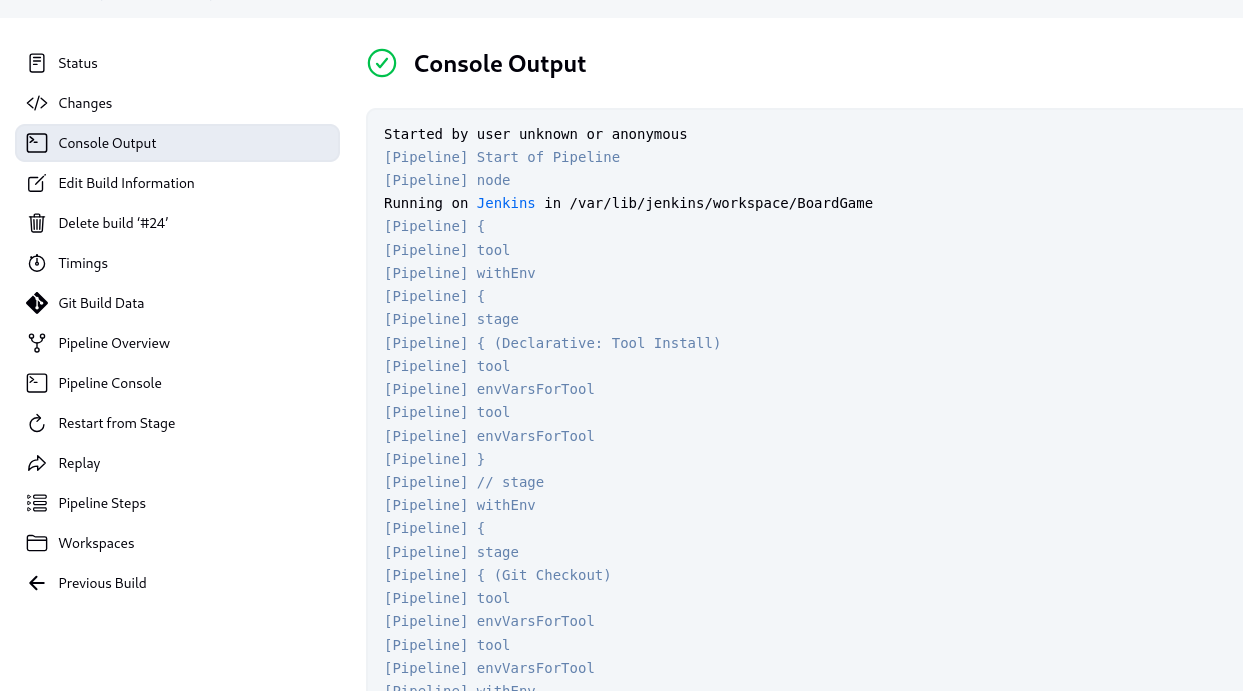 Status
Changes
Console Output
Edit Build Information
Delete build ‘#24’
Timings
Git Build Data
Pipeline Overview
Pipeline Console
Restart from Stage
Replay
Pipeline Steps
Workspaces
Previous Build
Console Output
Started by user unknown or anonymous
[Pipeline] Start of Pipeline
[Pipeline] node
Running on Jenkins in /var/lib/jenkins/workspace/BoardGame
[Pipeline] {
[Pipeline] tool
[Pipeline] withEnv
[Pipeline] {
[Pipeline] stage
[Pipeline] { (Declarative: Tool Install)
[Pipeline] tool
[Pipeline] envVarsForTool
[Pipeline] tool
[Pipeline] envVarsForTool
[Pipeline] }
[Pipeline] // stage
[Pipeline] withEnv
[Pipeline] {
[Pipeline] stage
[Pipeline] { (Git Checkout)
[Pipeline] tool
[Pipeline] envVarsForTool
[Pipeline] tool
[Pipeline] envVarsForTool
[Pipeline] withEnv